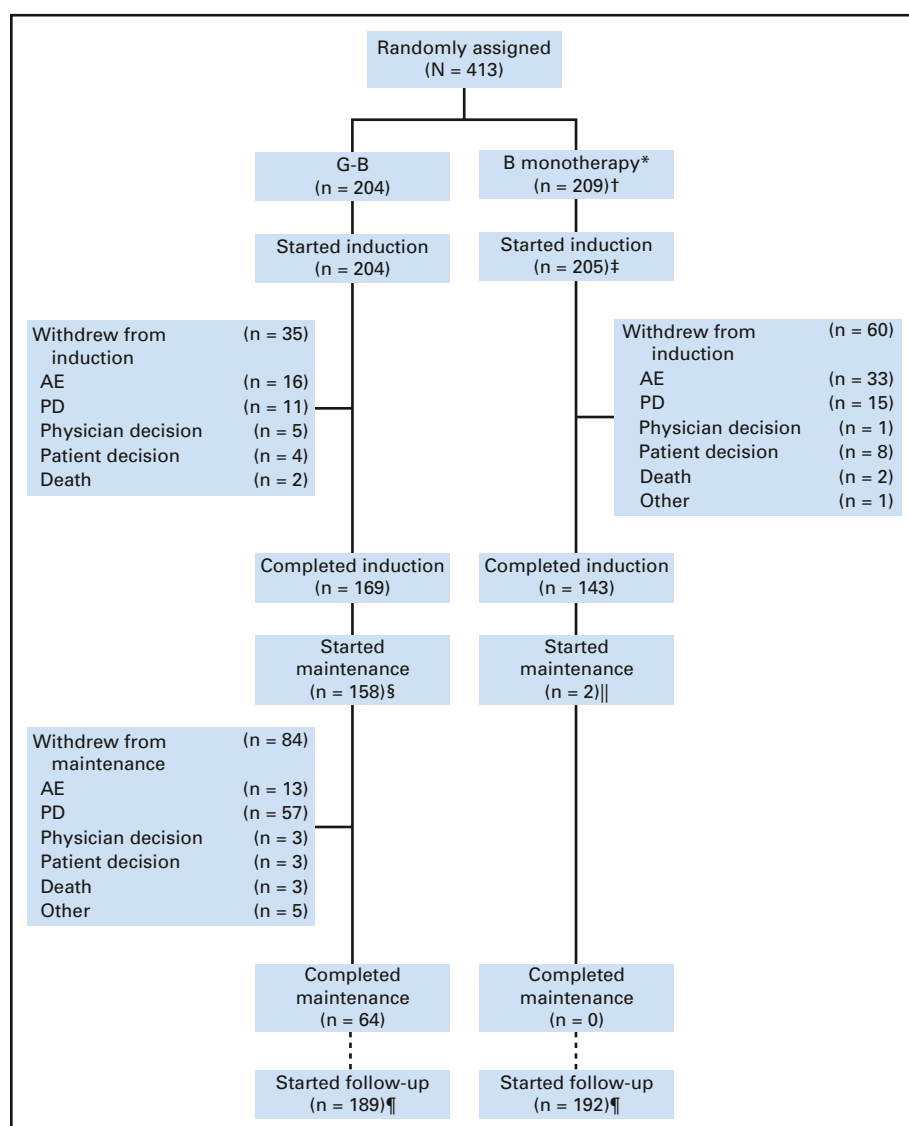 Randomly assigned
(N = 413)
G-B
(n = 204)
B monotherapy*
(n = 209)†
Started induction
(n = 204)
Started induction
(n = 205)‡
Withdrew from (n = 35)
induction
AE (n = 16)
PD (n = 11)
Physician decision (n = 5)
Patient decision (n = 4)
Death (n = 2)
Withdrew from (n = 60)
induction
AE (n = 33)
PD (n = 15)
Physician decision (n = 1)
Patient decision (n = 8)
Death (n = 2)
Other (n = 1)
Completed induction
(n = 169)
Completed induction
(n = 143)
Started
maintenance
(n = 158)§
Started
maintenance
(n = 2)||
Withdrew from (n = 84)
maintenance
AE (n = 13)
PD (n = 57)
Physician decision (n = 3)
Patient decision (n = 3)
Death (n = 3)
Other (n = 5)
Completed
maintenance
(n = 64)
Completed
maintenance
(n = 0)
Started follow-up
(n = 189)¶
Started follow-up
(n = 192)¶